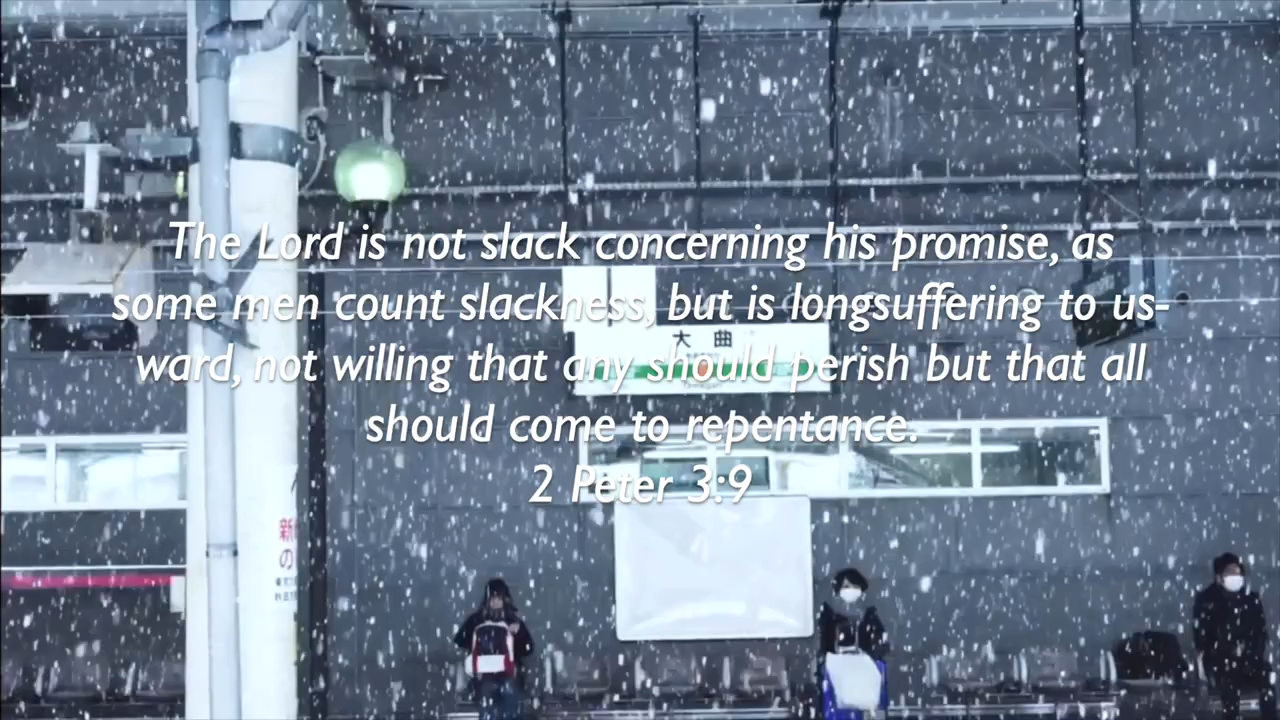 The Lord is not slack concerning his promise, as
some men count slackness, but is longsuffering to us-
ward, not willing that any should perish but that all
should come to repentance.
2 Peter 3:9
大曲
新
の